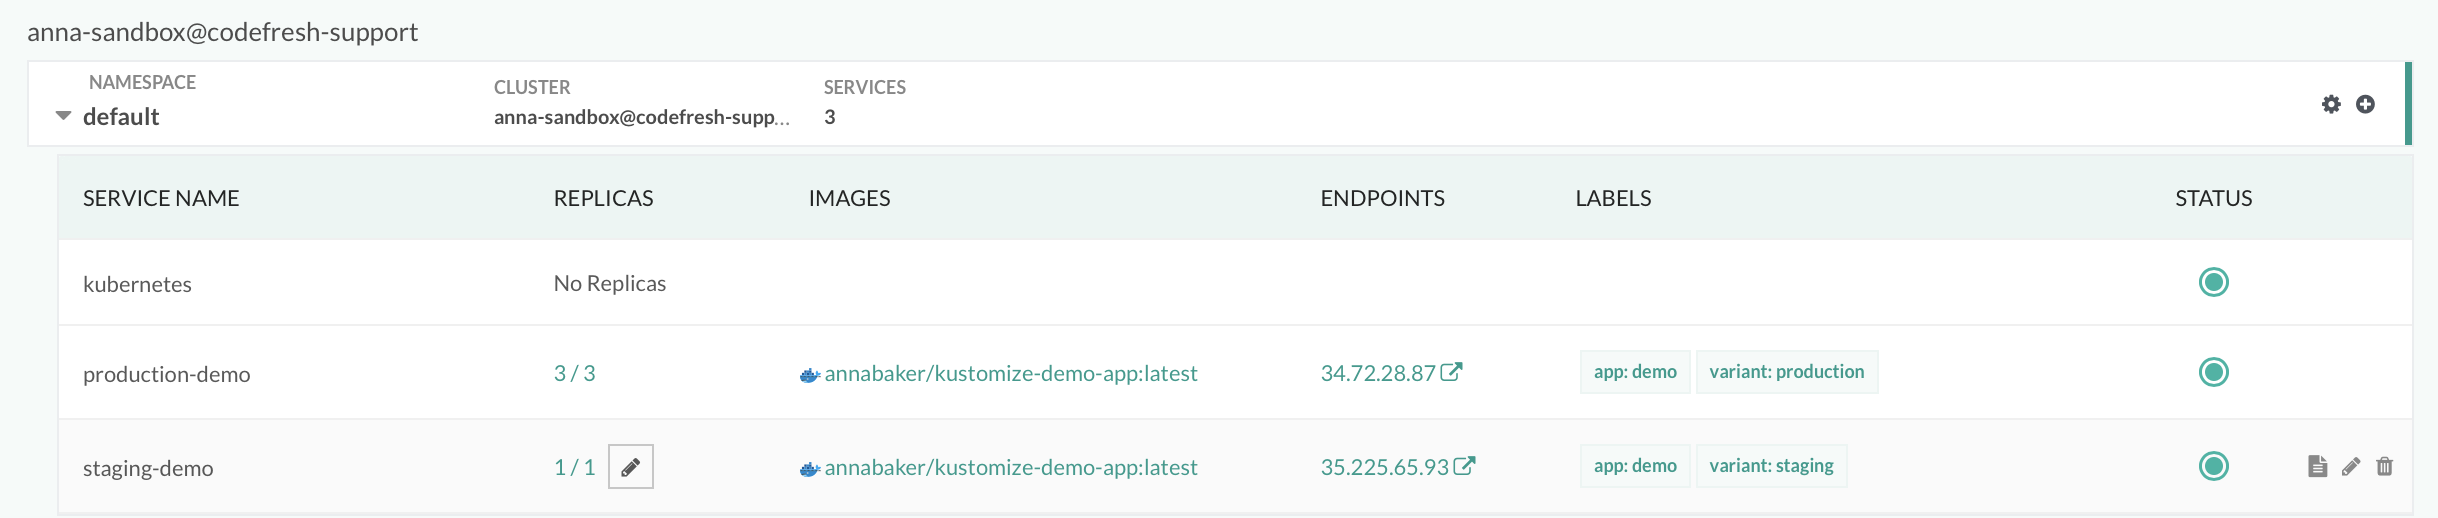 anna-sandbox@codefresh-support
NAMESPACE CLUSTER SERVICES
default anna-sandbox@codefresh-supp... 3
SERVICE NAME REPLICAS IMAGES ENDPOINTS LABELS STATUS
kubernetes No Replicas
production-demo 3 / 3 annabaker/kustomize-demo-app:latest 34.72.28.87 app: demo variant: production
staging-demo 1 / 1 annabaker/kustomize-demo-app:latest 35.225.65.93 app: demo variant: staging